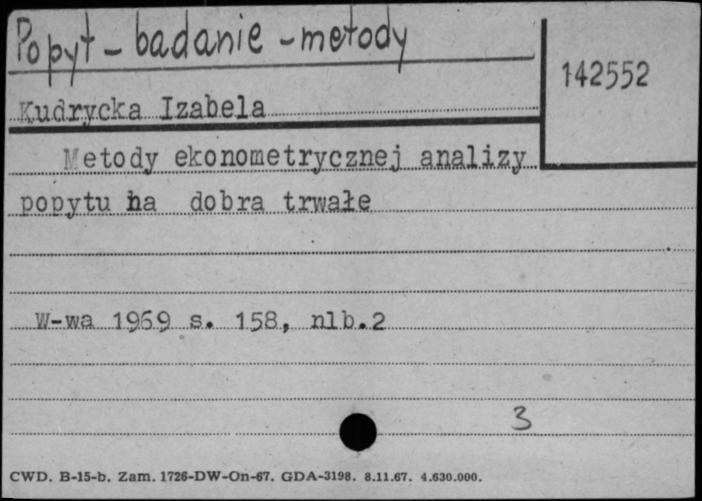 Popyt - badanie - metody
142552
Kudrycka Izabela
Metody ekonometrycznej analizy
popytu na dobra trwałe
W-wa 1969 s. 158, nlb.2
3
CWD. B-15-b. Zam. 1726-DW-On-67. GDA-3198. 8.11.67. 4.630.000.